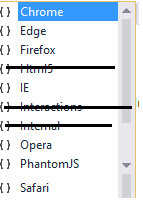 { } Chrome
{ } Edge
{ } Firefox
{ } Html5
{ } IE
{ } Interactions
{ } Internal
{ } Opera
{ } PhantomJS
{ } Safari